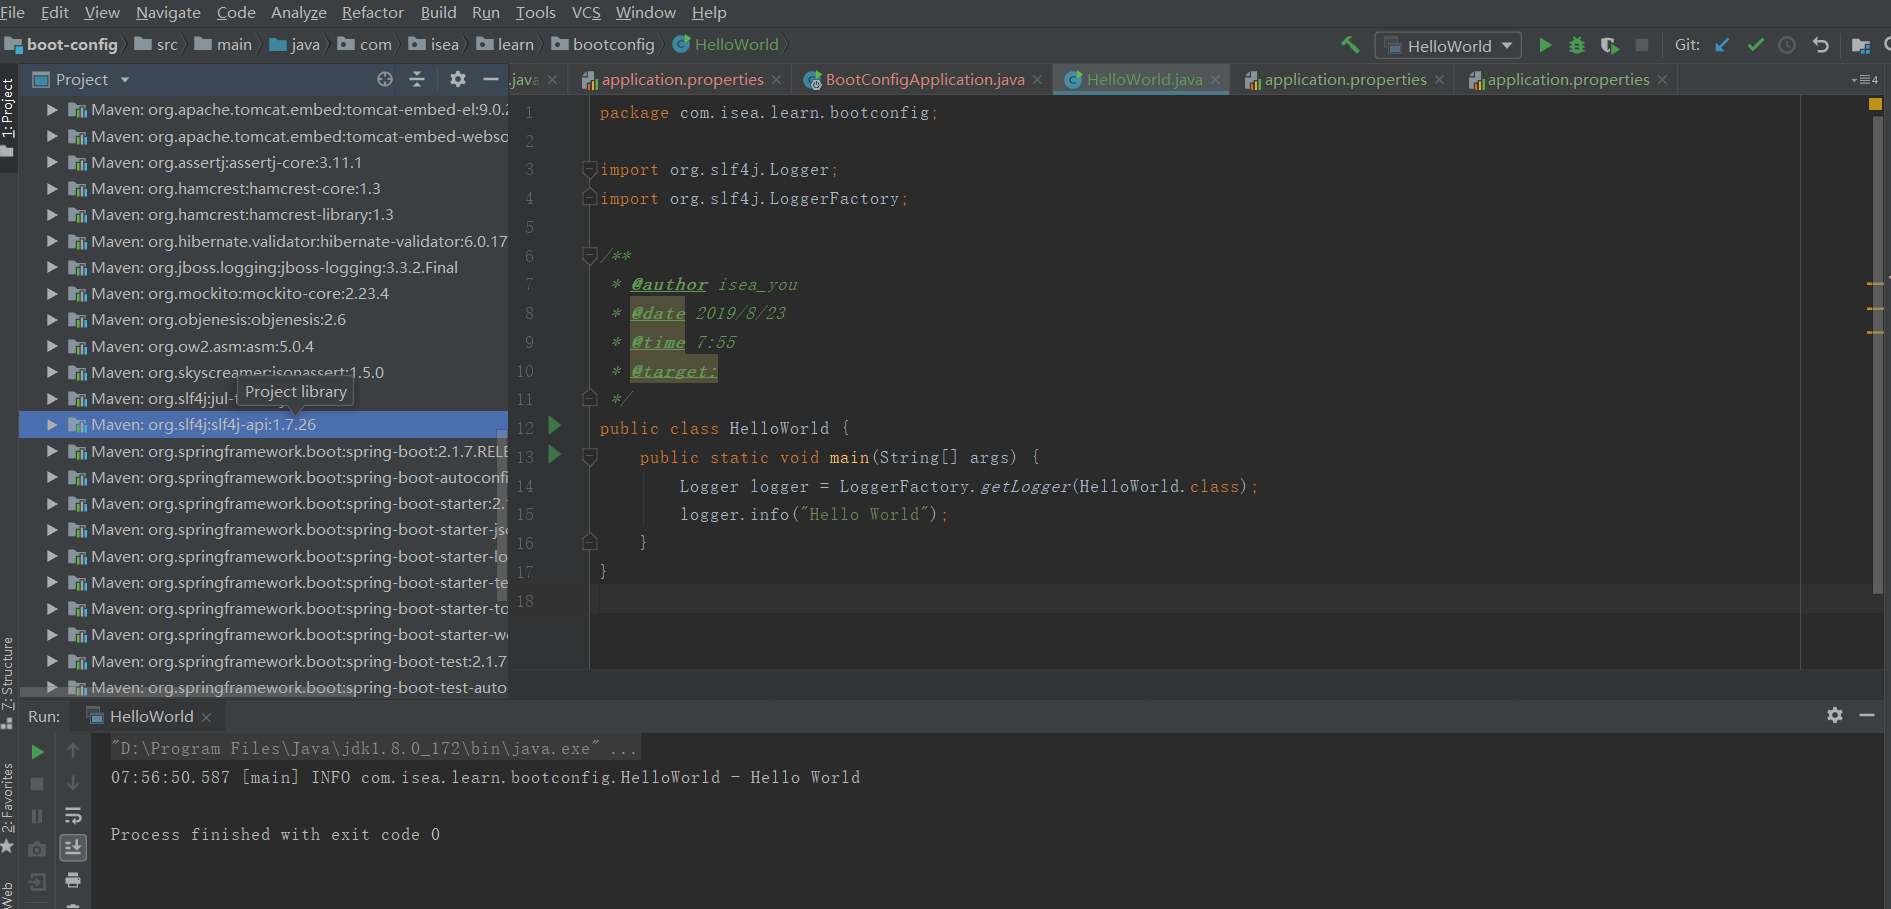 File Edit View Navigate Code Analyze Refactor Build Run Tools VCS Window Help
boot-config src main java com isea learn bootconfig HelloWorld HelloWorld Git:
Project .java application.properties BootConfigApplication.java HelloWorld.java application.properties application.properties 4
1: Project
Maven: org.apache.tomcat.embed:tomcat-embed-el:9.0.2
Maven: org.apache.tomcat.embed:tomcat-embed-webso
Maven: org.assertj:assertj-core:3.11.1
Maven: org.hamcrest:hamcrest-core:1.3
Maven: org.hamcrest:hamcrest-library:1.3
Maven: org.hibernate.validator:hibernate-validator:6.0.17
Maven: org.jboss.logging:jboss-logging:3.3.2.Final
Maven: org.mockito:mockito-core:2.23.4
Maven: org.objenesis:objenesis:2.6
Maven: org.ow2.asm:asm:5.0.4
Maven: org.skyscreamer:jsonassert:1.5.0
Project library
Maven: org.slf4j:jul-
Maven: org.slf4j:slf4j-api:1.7.26
Maven: org.springframework.boot:spring-boot:2.1.7.RELE
Maven: org.springframework.boot:spring-boot-autoconfi
Maven: org.springframework.boot:spring-boot-starter:2.
Maven: org.springframework.boot:spring-boot-starter-jso
Maven: org.springframework.boot:spring-boot-starter-lo
Maven: org.springframework.boot:spring-boot-starter-te
Maven: org.springframework.boot:spring-boot-starter-to
Maven: org.springframework.boot:spring-boot-starter-we
Maven: org.springframework.boot:spring-boot-test:2.1.7
Maven: org.springframework.boot:spring-boot-test-auto
1 package com.isea.learn.bootconfig;
2
3 import org.slf4j.Logger;
4 import org.slf4j.LoggerFactory;
5
6 /**
7 * @author isea_you
8 * @date 2019/8/23
9 * @time 7:55
10 * @target:
11 */
12 public class HelloWorld {
13 public static void main(String[] args) {
14 Logger logger = LoggerFactory.getLogger(HelloWorld.class);
15 logger.info("Hello World");
16 }
17 }
18
Z: Structure
2: Favorites
Web
Run: HelloWorld
"D:\Program Files\Java\jdk1.8.0_172\bin\java.exe" ...
07:56:50.587 [main] INFO com.isea.learn.bootconfig.HelloWorld - Hello World
Process finished with exit code 0